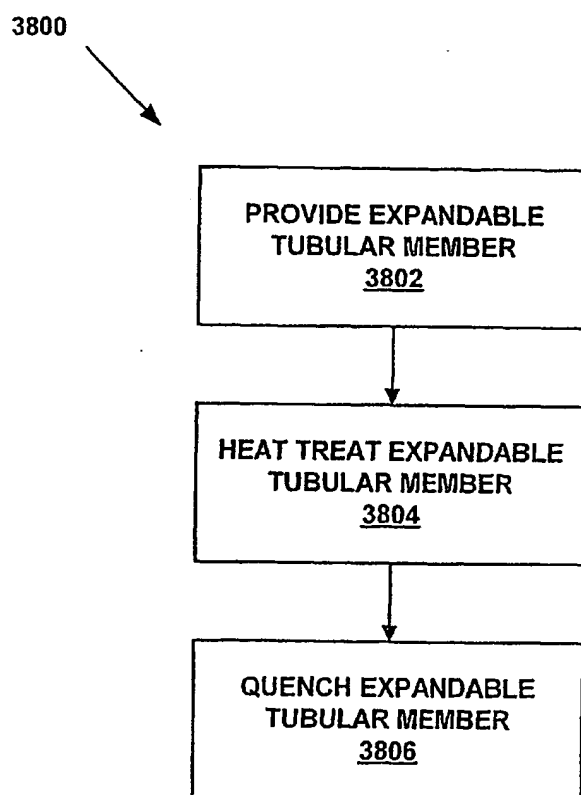 3800
PROVIDE EXPANDABLE
TUBULAR MEMBER
3802
HEAT TREAT EXPANDABLE
TUBULAR MEMBER
3804
QUENCH EXPANDABLE
TUBULAR MEMBER
3806